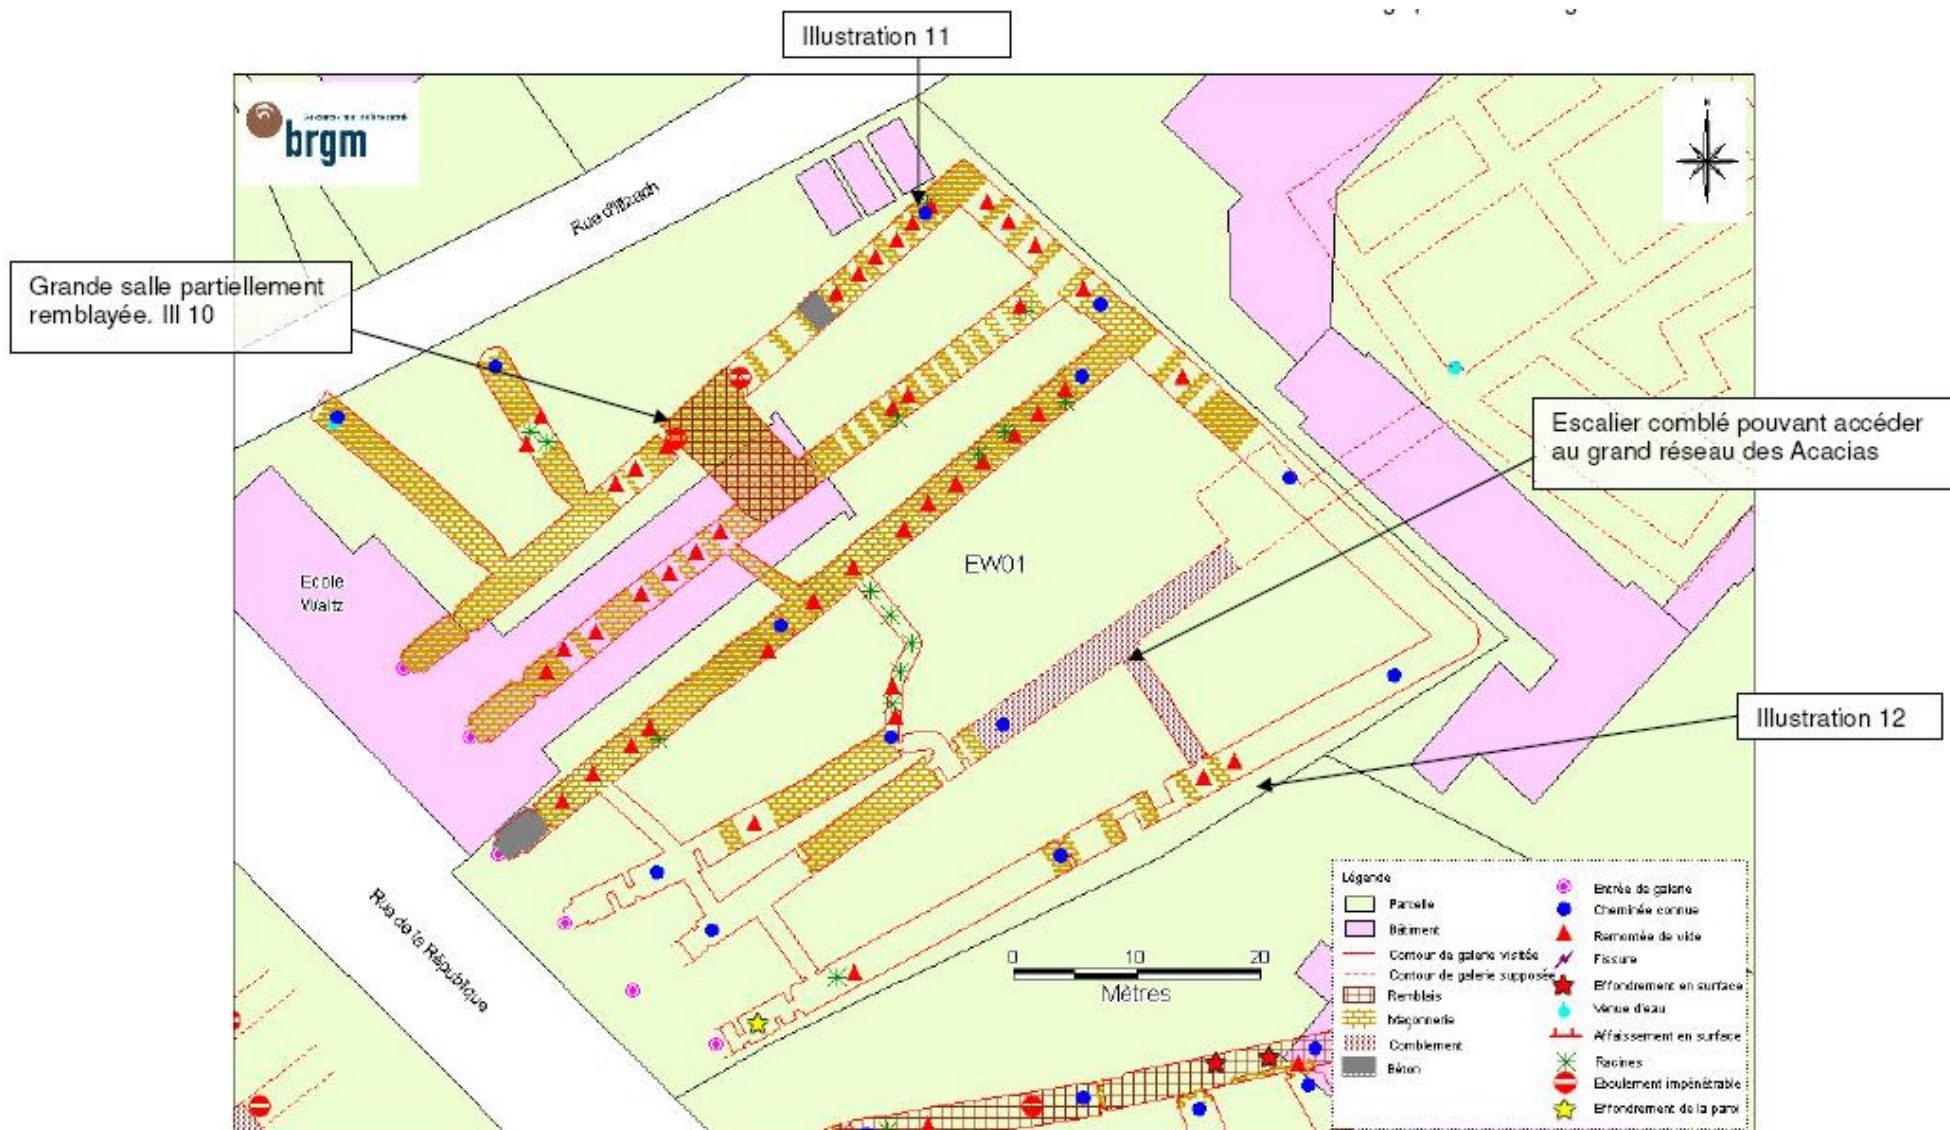 Illustration 11
brgm
Rue d'Illzach
Grande salle partiellement
remblayée. Ill 10
Escalier comblé pouvant accéder
au grand réseau des Acacias
EW01
Ecole
Waltz
Illustration 12
Rue de la République
0 10 20
Mètres
Légende
Parcelle
Bâtiment
Contour de galerie visitée
Contour de galerie supposée
Remblais
Maçonnerie
Comblement
Béton
Entrée de galerie
Cheminée connue
Remontée de vide
Fissure
Effondrement en surface
Venue d'eau
Affaissement en surface
Racines
Eboulement impénétrable
Effondrement de la paroi